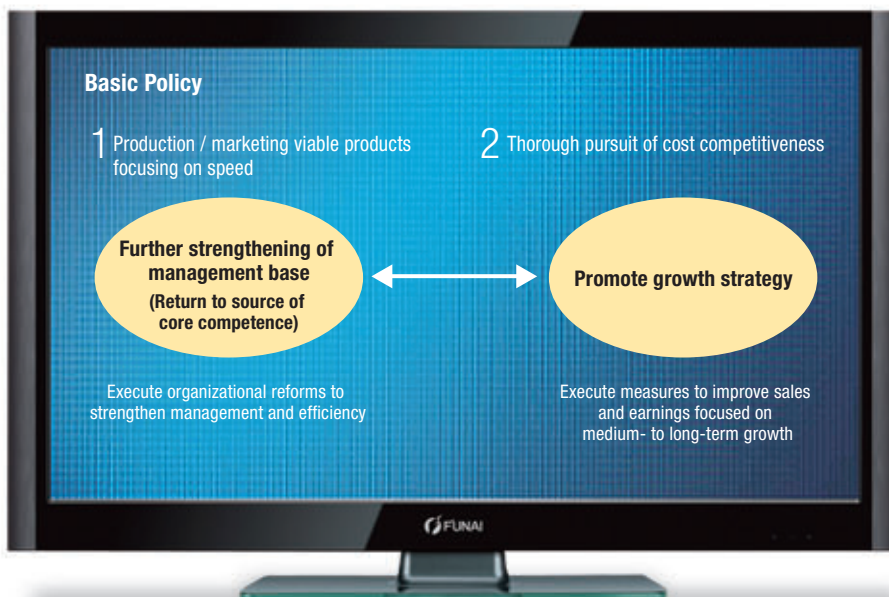 Basic Policy
1 Production / marketing viable products
focusing on speed
2 Thorough pursuit of cost competitiveness
Further strengthening of
management base
(Return to source of
core competence)
Promote growth strategy
Execute organizational reforms to
strengthen management and efficiency
Execute measures to improve sales
and earnings focused on
medium- to long-term growth
FUNAI